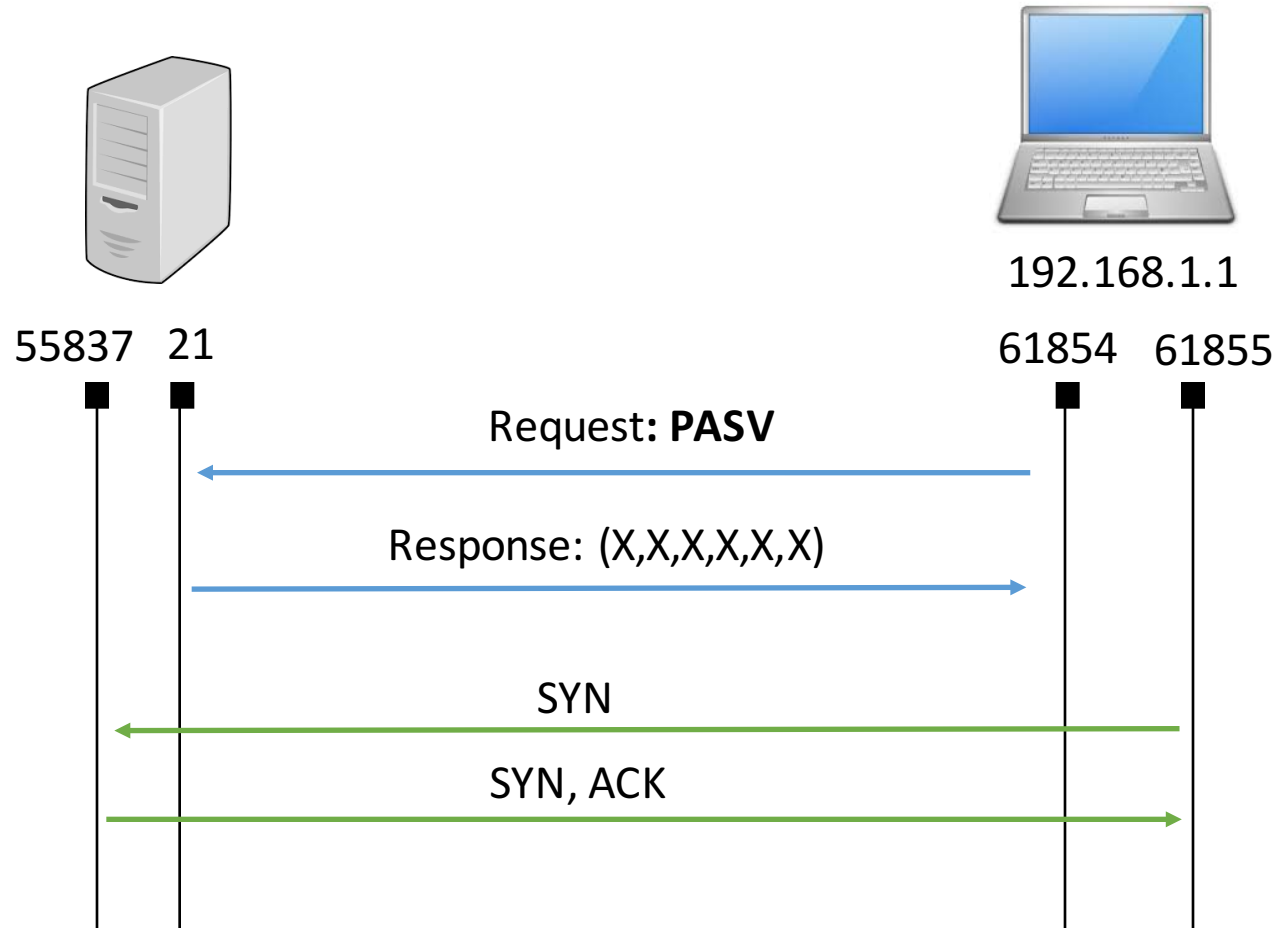 192.168.1.1
55837 21 61854 61855
Request: PASV
Response: (X,X,X,X,X,X)
SYN
SYN, ACK